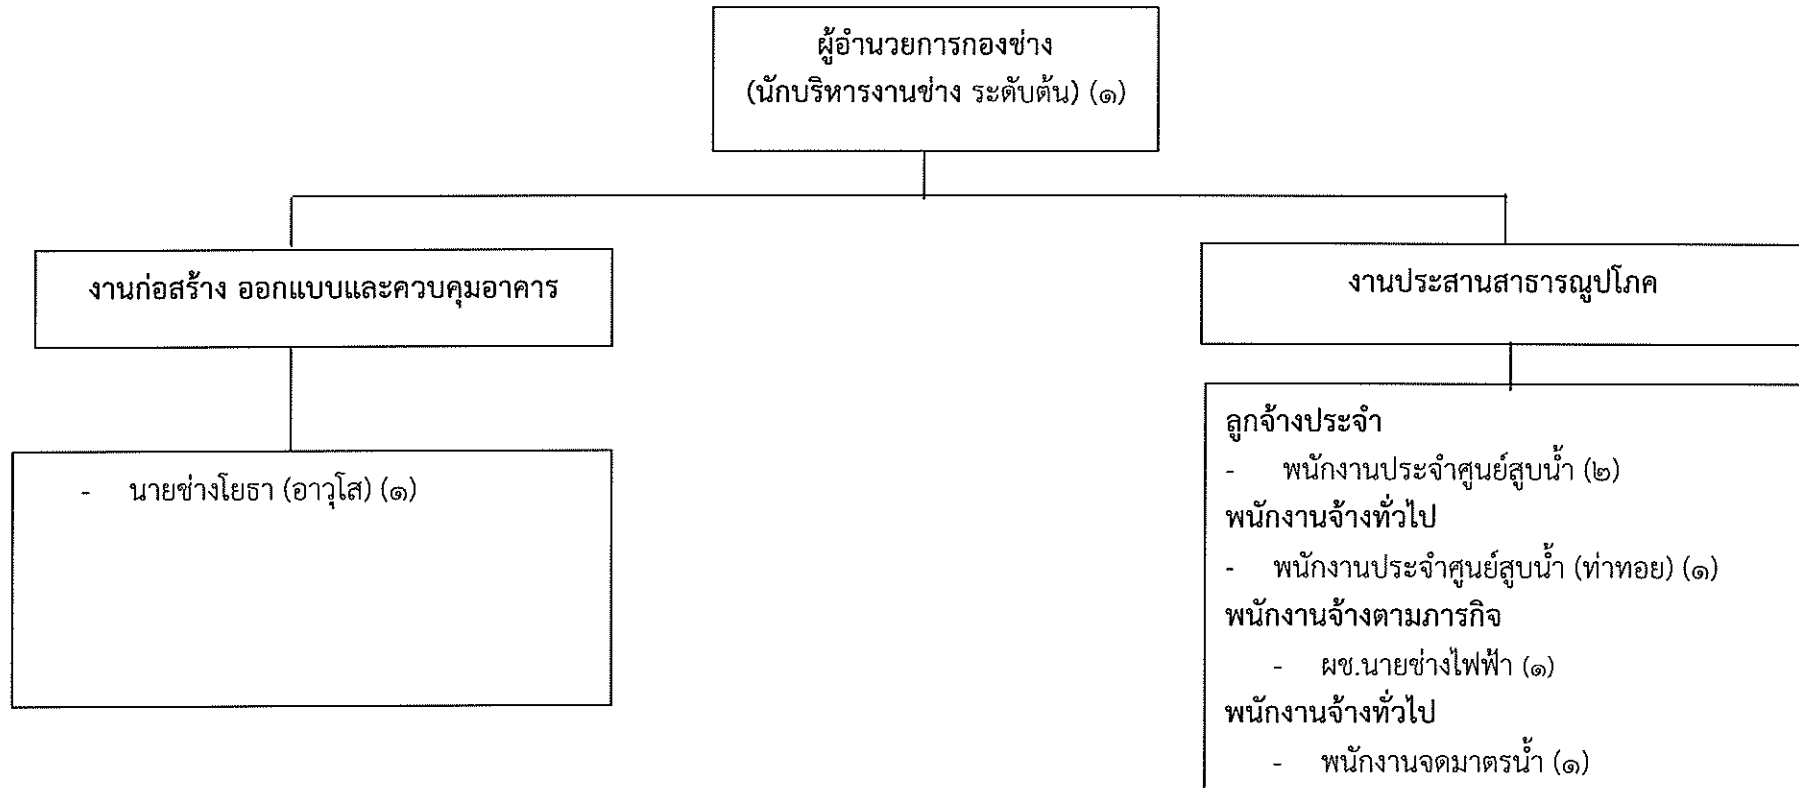 ผู้อำนวยการกองช่าง
(นักบริหารงานช่าง ระดับต้น) (๑)
งานก่อสร้าง ออกแบบและควบคุมอาคาร
- นายช่างโยธา (อาวุโส) (๑)
งานประสานสาธารณูปโภค
ลูกจ้างประจำ
- พนักงานประจำศูนย์สูบน้ำ (๒)
พนักงานจ้างทั่วไป
- พนักงานประจำศูนย์สูบน้ำ (ท่าทอย) (๑)
พนักงานจ้างตามภารกิจ
- ผช.นายช่างไฟฟ้า (๑)
พนักงานจ้างทั่วไป
- พนักงานจดมาตรน้ำ (๑)